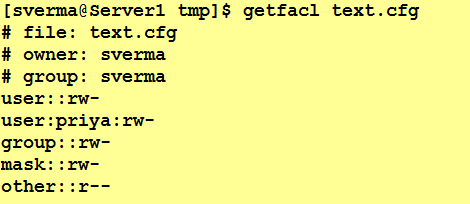 [sverma@Server1 tmp]$ getfacl text.cfg
# file: text.cfg
# owner: sverma
# group: sverma
user::rw-
user:priya:rw-
group::rw-
mask::rw-
other::r--